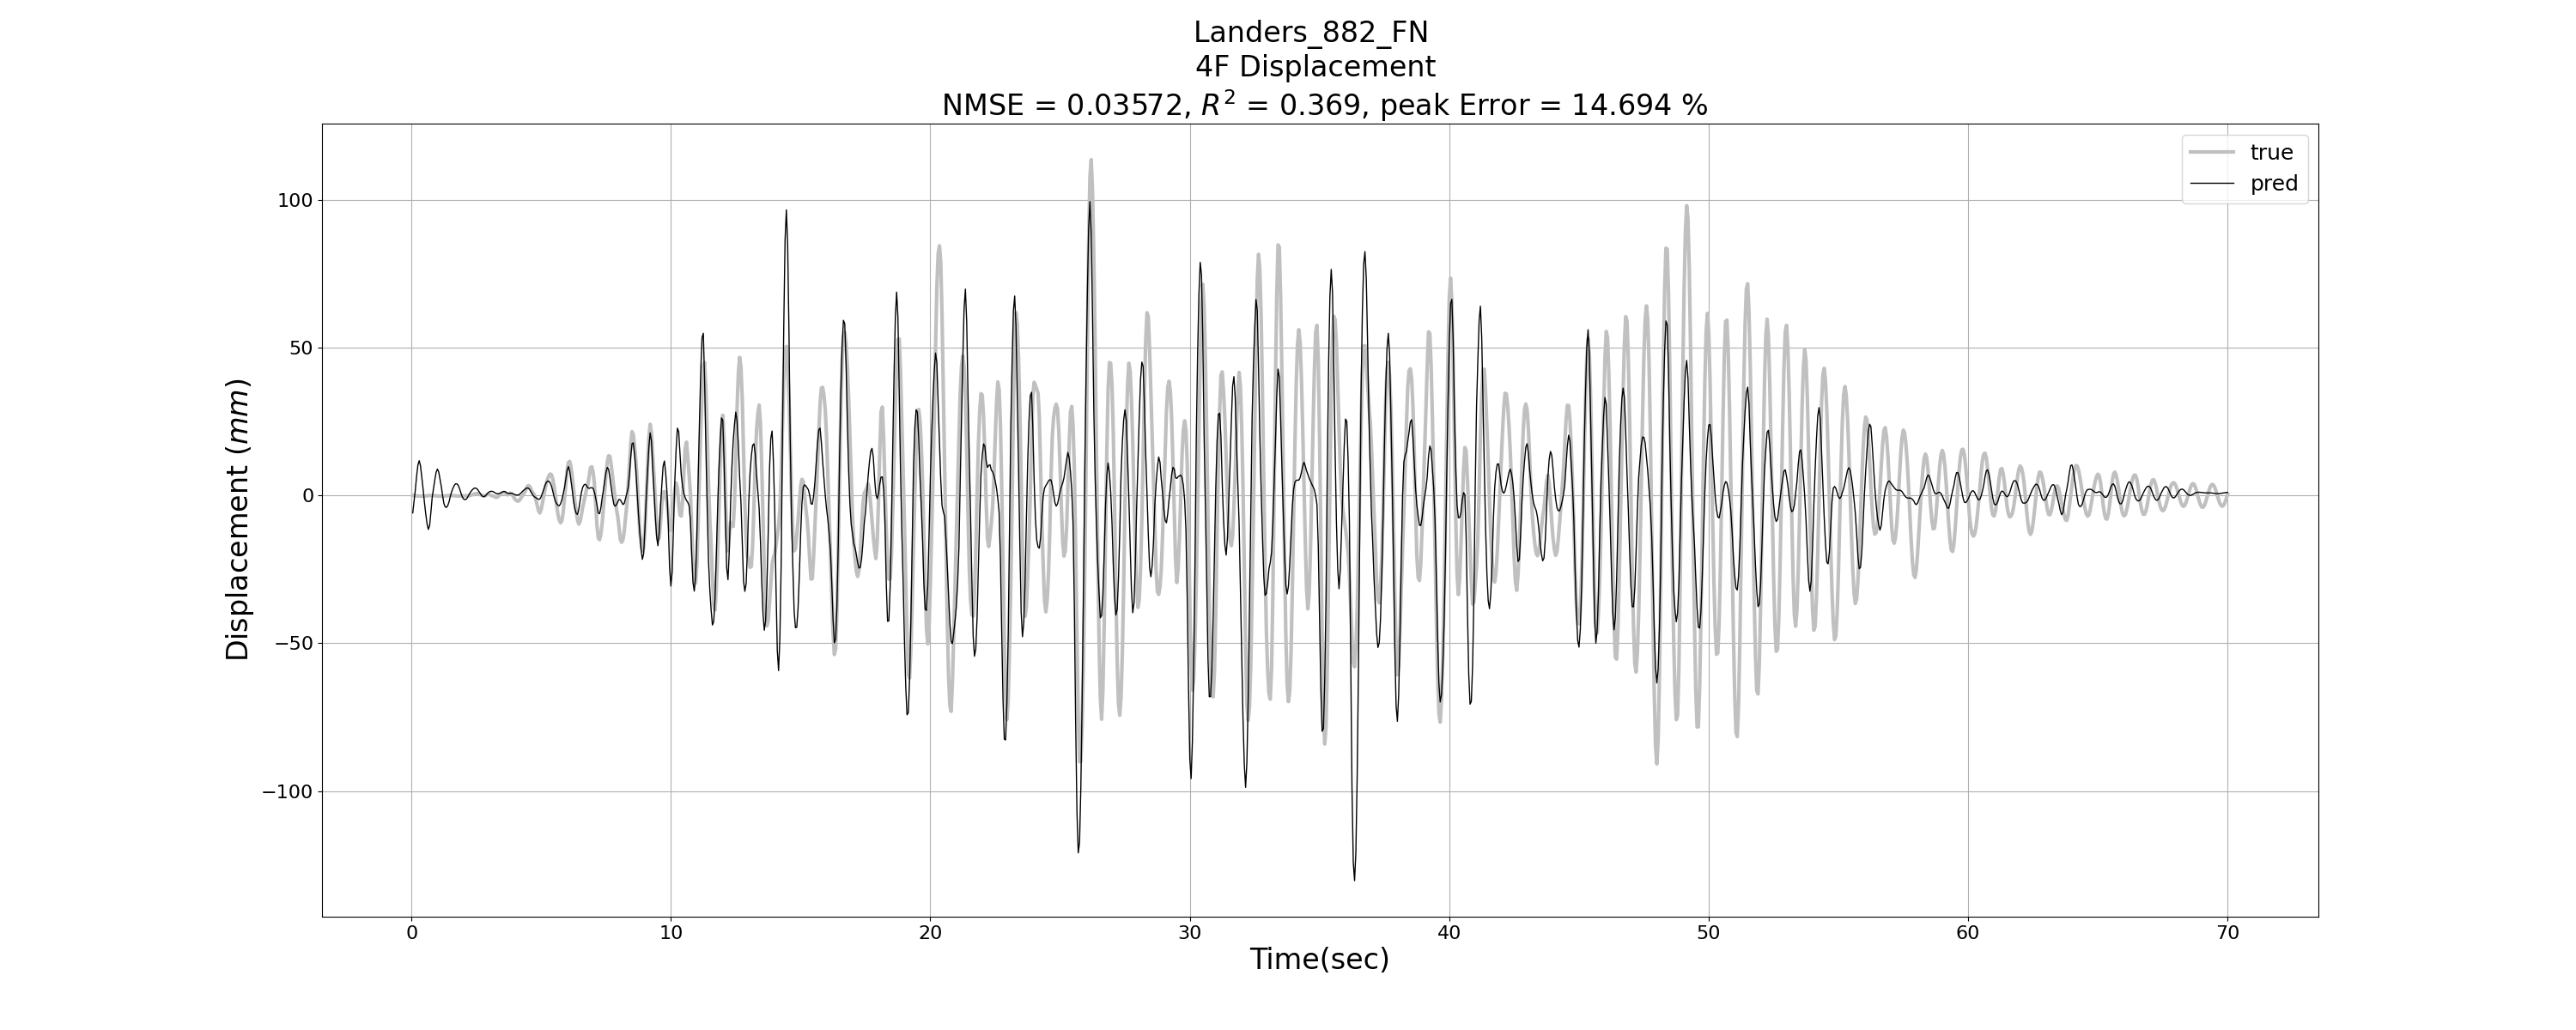 Landers_882_FN
4F Displacement
NMSE = 0.03572, R² = 0.369, peak Error = 14.694 %
true
pred
Displacement (mm)
100
50
0
−50
−100
0 10 20 30 40 50 60 70
Time(sec)